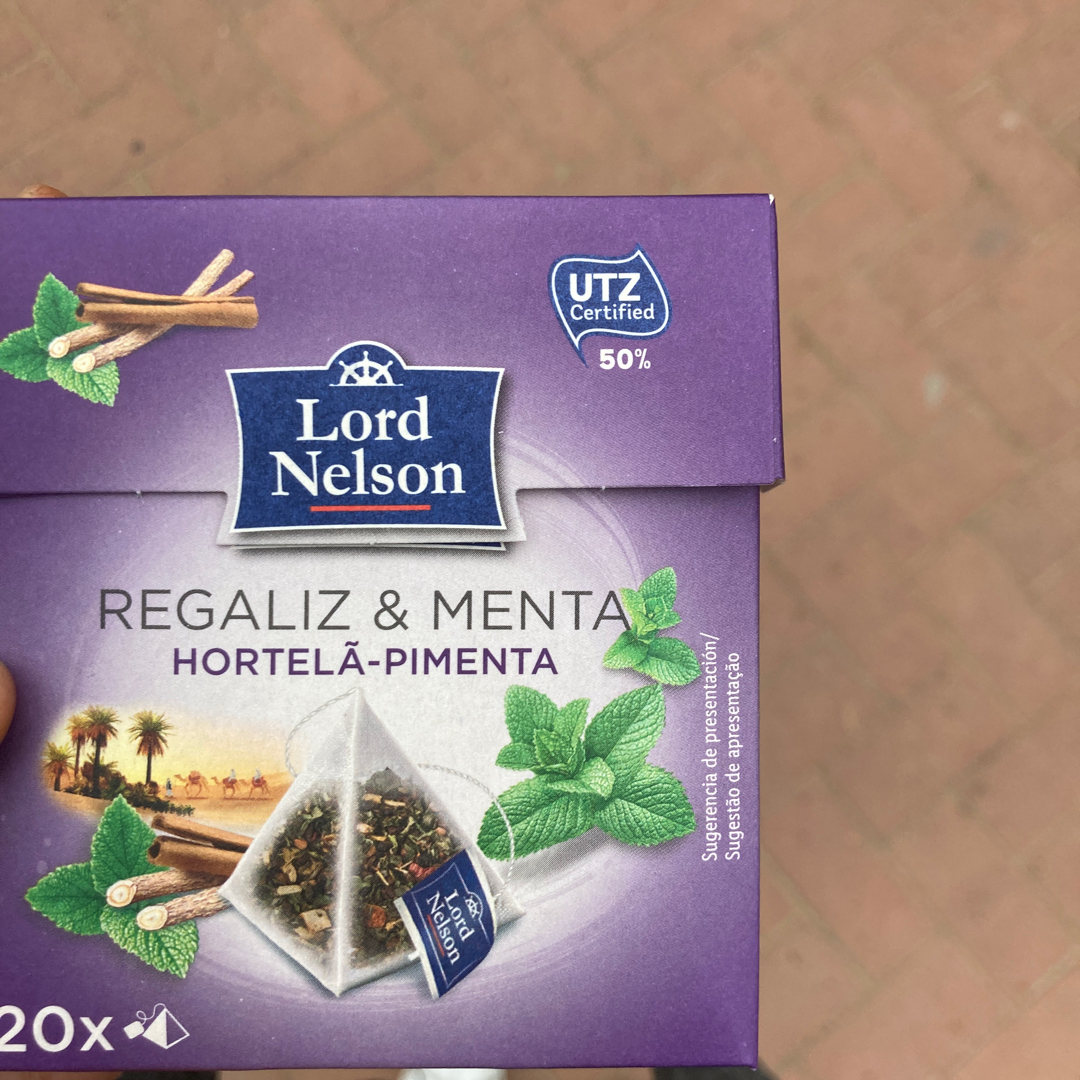 UTZ
Certified
50%
Lord
Nelson
REGALIZ & MENTA
HORTELÃ-PIMENTA
Sugerencia de presentación/
Sugestão de apresentação
Lord
Nelson
20x